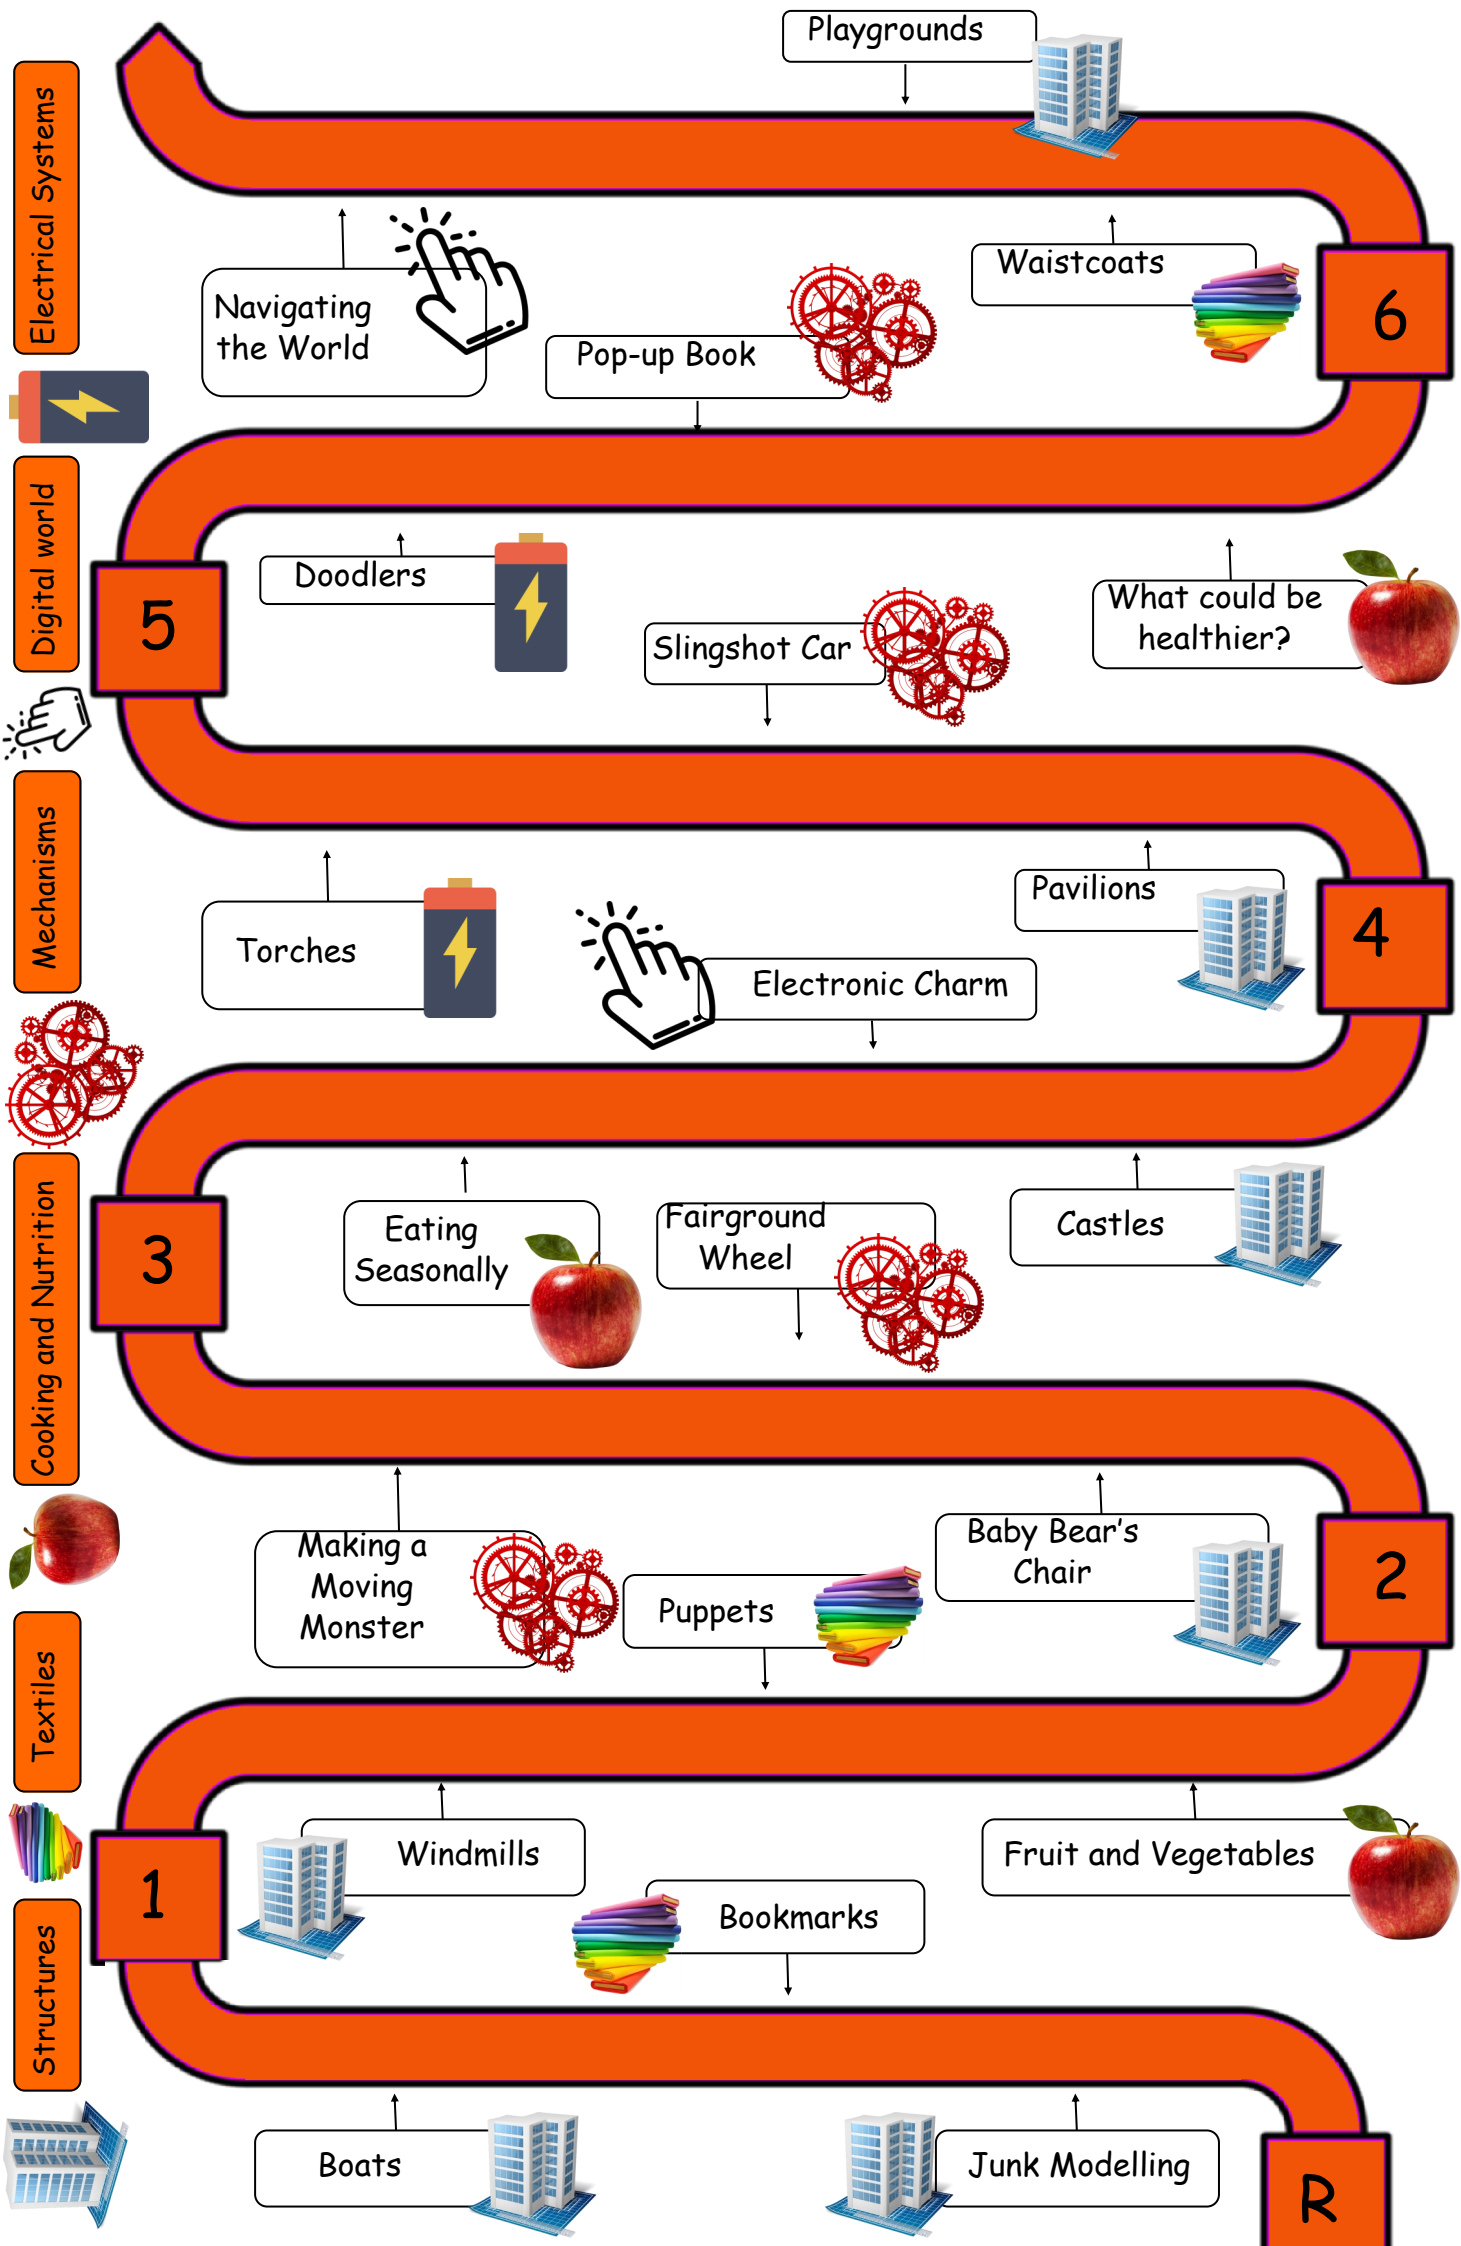 Playgrounds
Electrical Systems
Waistcoats
Navigating
the World
6
Pop-up Book
Digital world
Doodlers
What could be
healthier?
5
Slingshot Car
Mechanisms
Pavilions
4
Torches
Electronic Charm
Cooking and Nutrition
Eating
Seasonally
Fairground
Wheel
Castles
3
Making a
Moving
Monster
Baby Bear's
Chair
2
Puppets
Textiles
Windmills
Fruit and Vegetables
1
Bookmarks
Structures
Boats
Junk Modelling
R